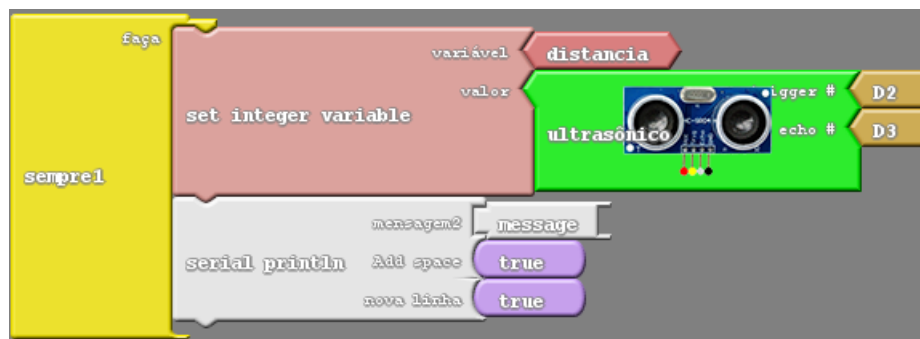 faça
variável distancia
valor
igger # D2
set integer variable
ultrasônico
echo # D3
sempre1
mensagem2 message
serial println Add space true
nova linha true